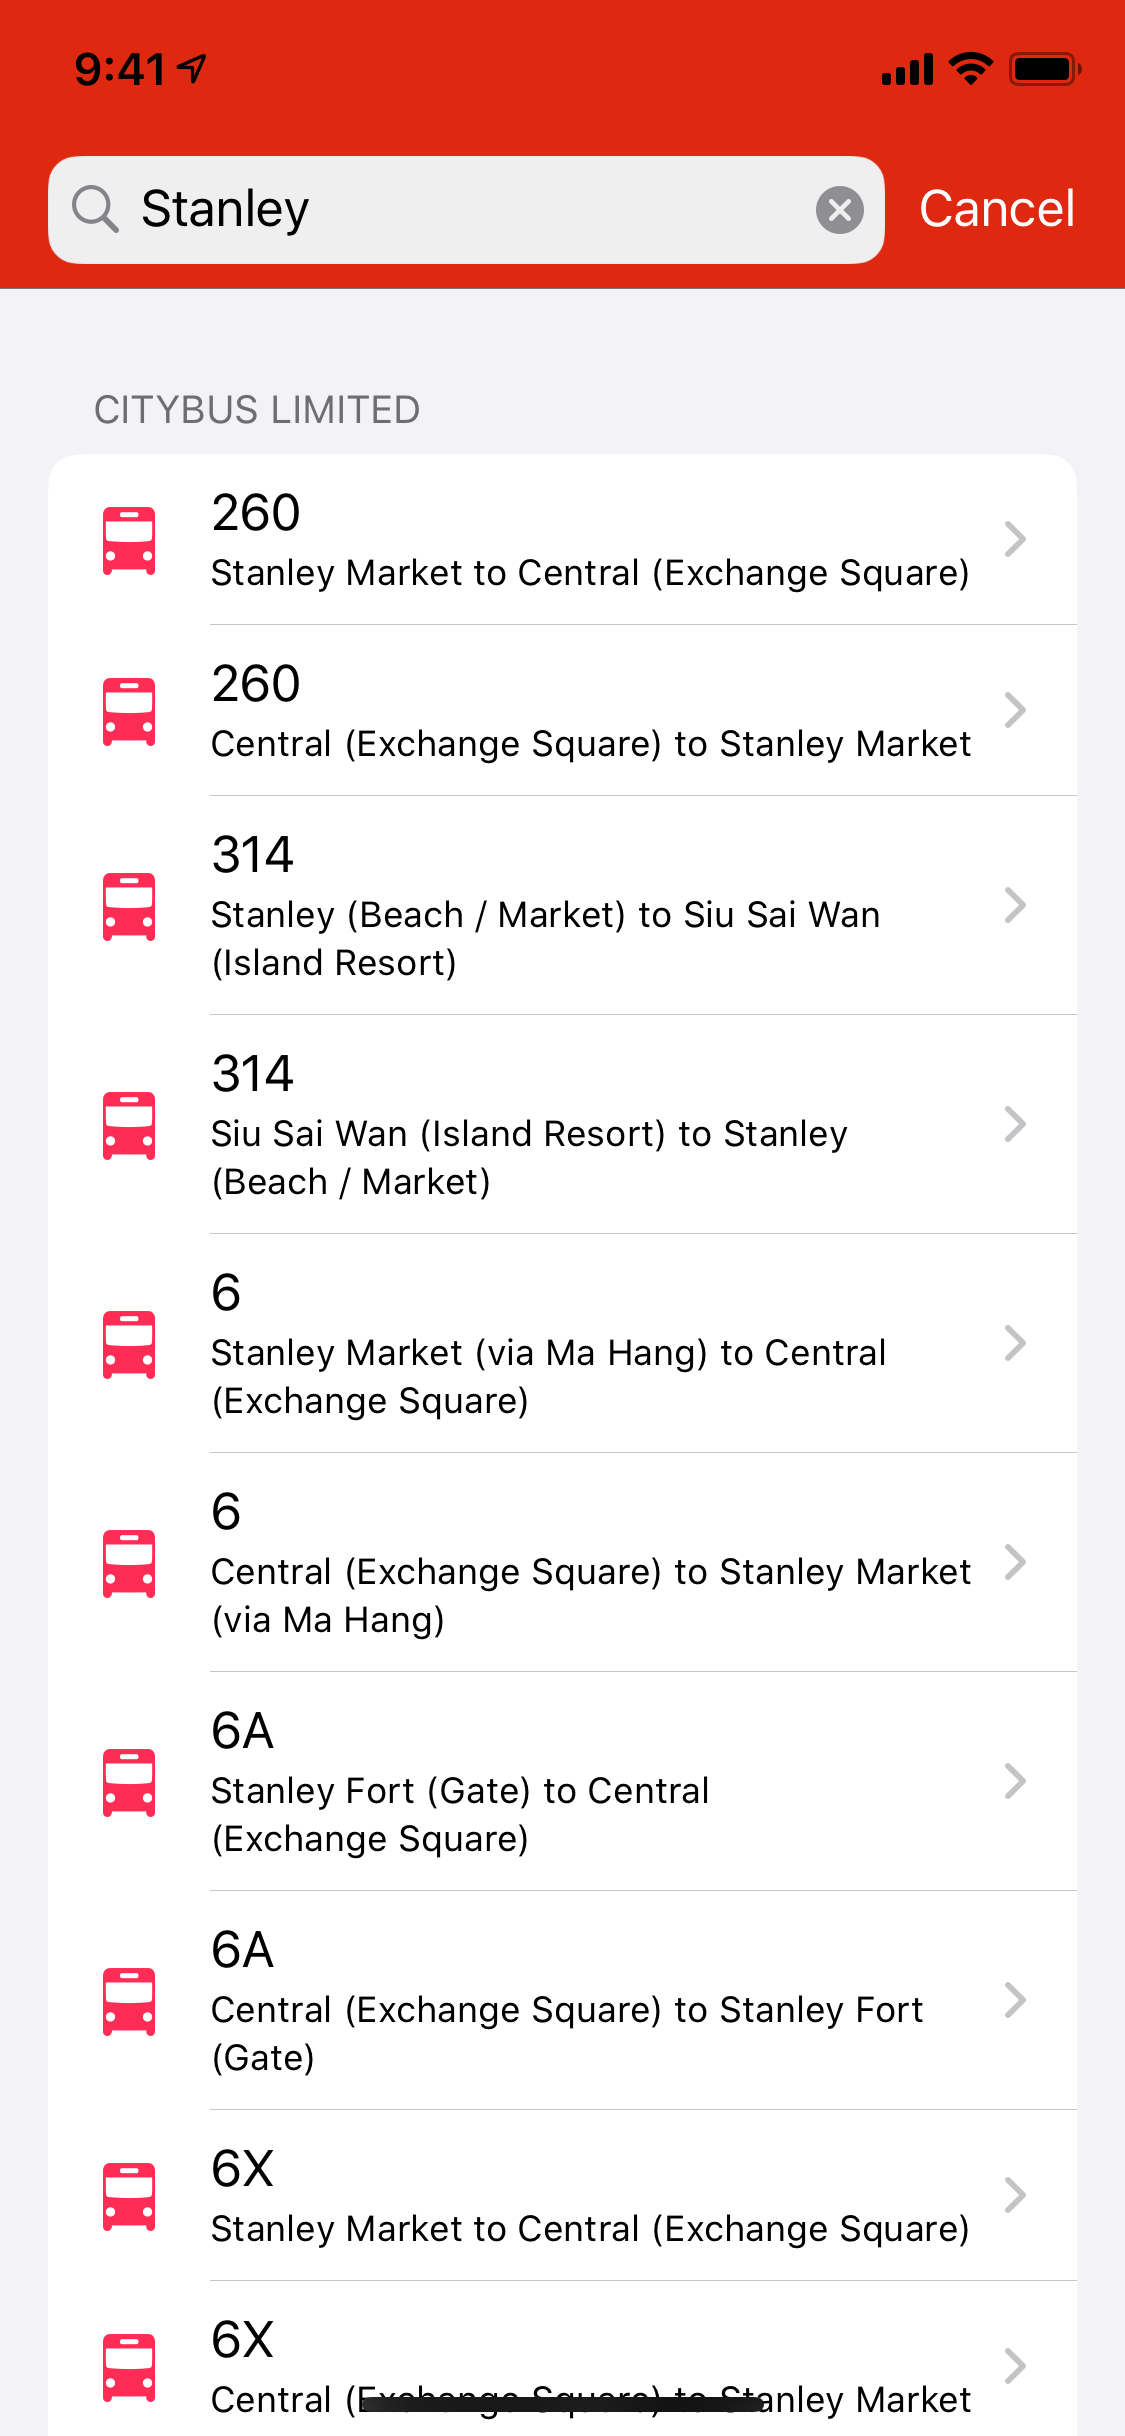 9:41
Stanley
Cancel
CITYBUS LIMITED
260
Stanley Market to Central (Exchange Square)
260
Central (Exchange Square) to Stanley Market
314
Stanley (Beach / Market) to Siu Sai Wan
(Island Resort)
314
Siu Sai Wan (Island Resort) to Stanley
(Beach / Market)
6
Stanley Market (via Ma Hang) to Central
(Exchange Square)
6
Central (Exchange Square) to Stanley Market
(via Ma Hang)
6A
Stanley Fort (Gate) to Central
(Exchange Square)
6A
Central (Exchange Square) to Stanley Fort
(Gate)
6X
Stanley Market to Central (Exchange Square)
6X
Central (Exchange Square) to Stanley Market